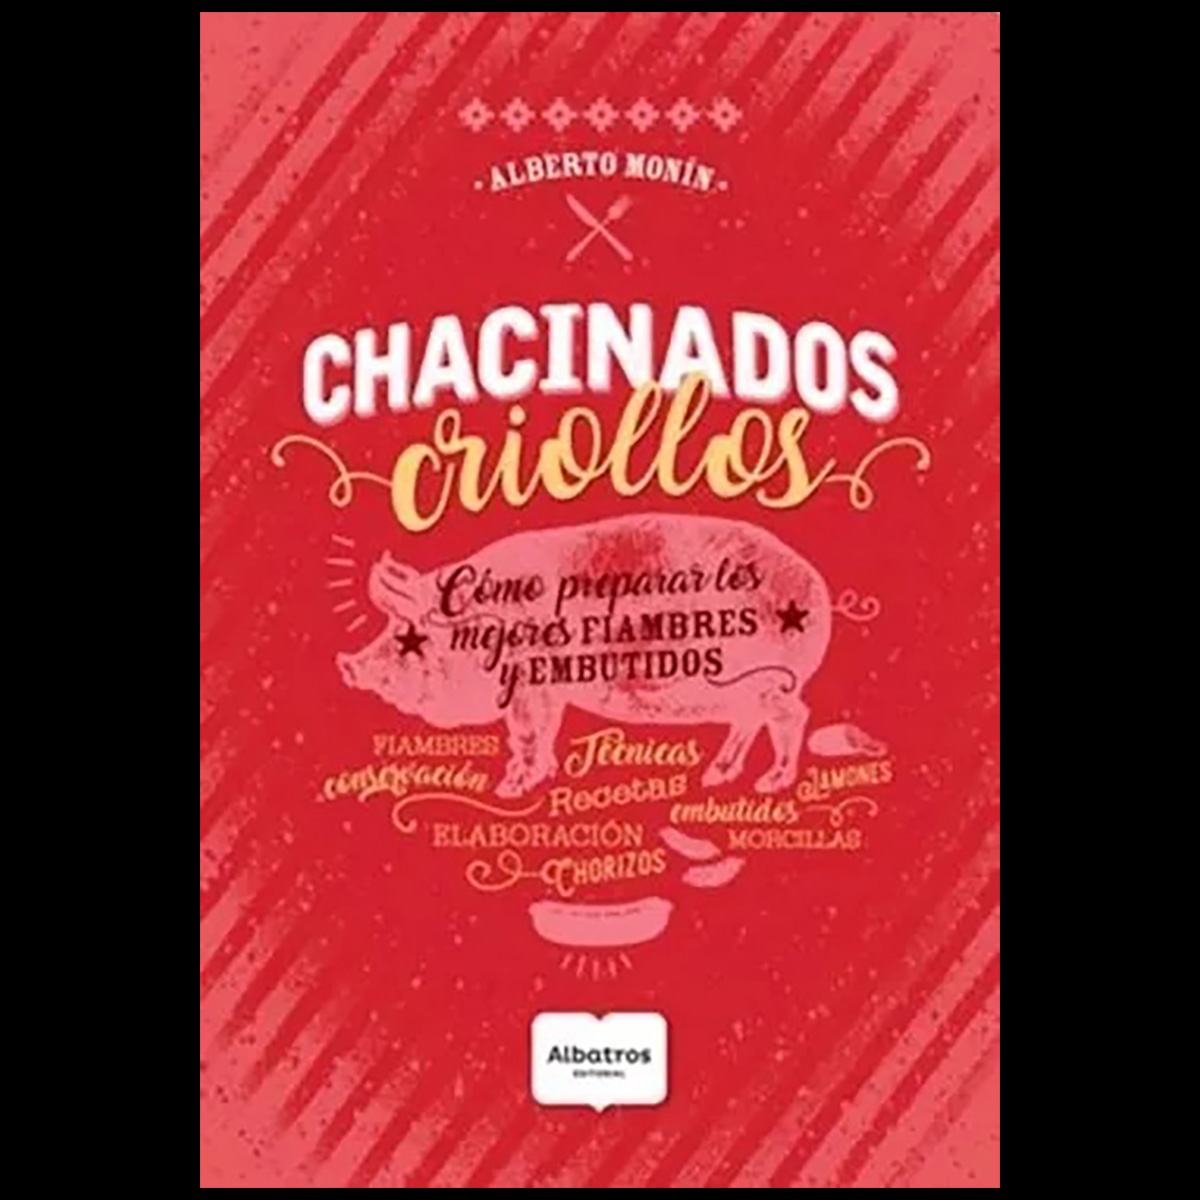 ALBERTO MONÍN
CHACINADOS
criollos
Cómo preparar los
mejores FIAMBRES
y EMBUTIDOS
FIAMBRES
conservación
Técnicas
Recetas
JAMONES
embutidos
ELABORACIÓN
MORCILLAS
CHORIZOS
Albatros
EDITORIAL